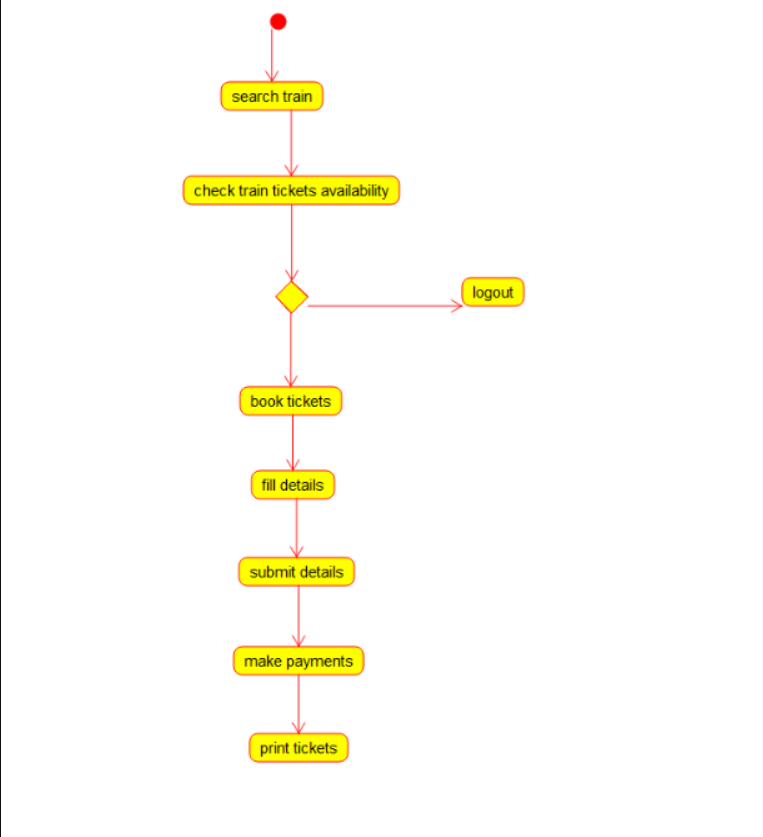 search train
check train tickets availability
logout
book tickets
fill details
submit details
make payments
print tickets